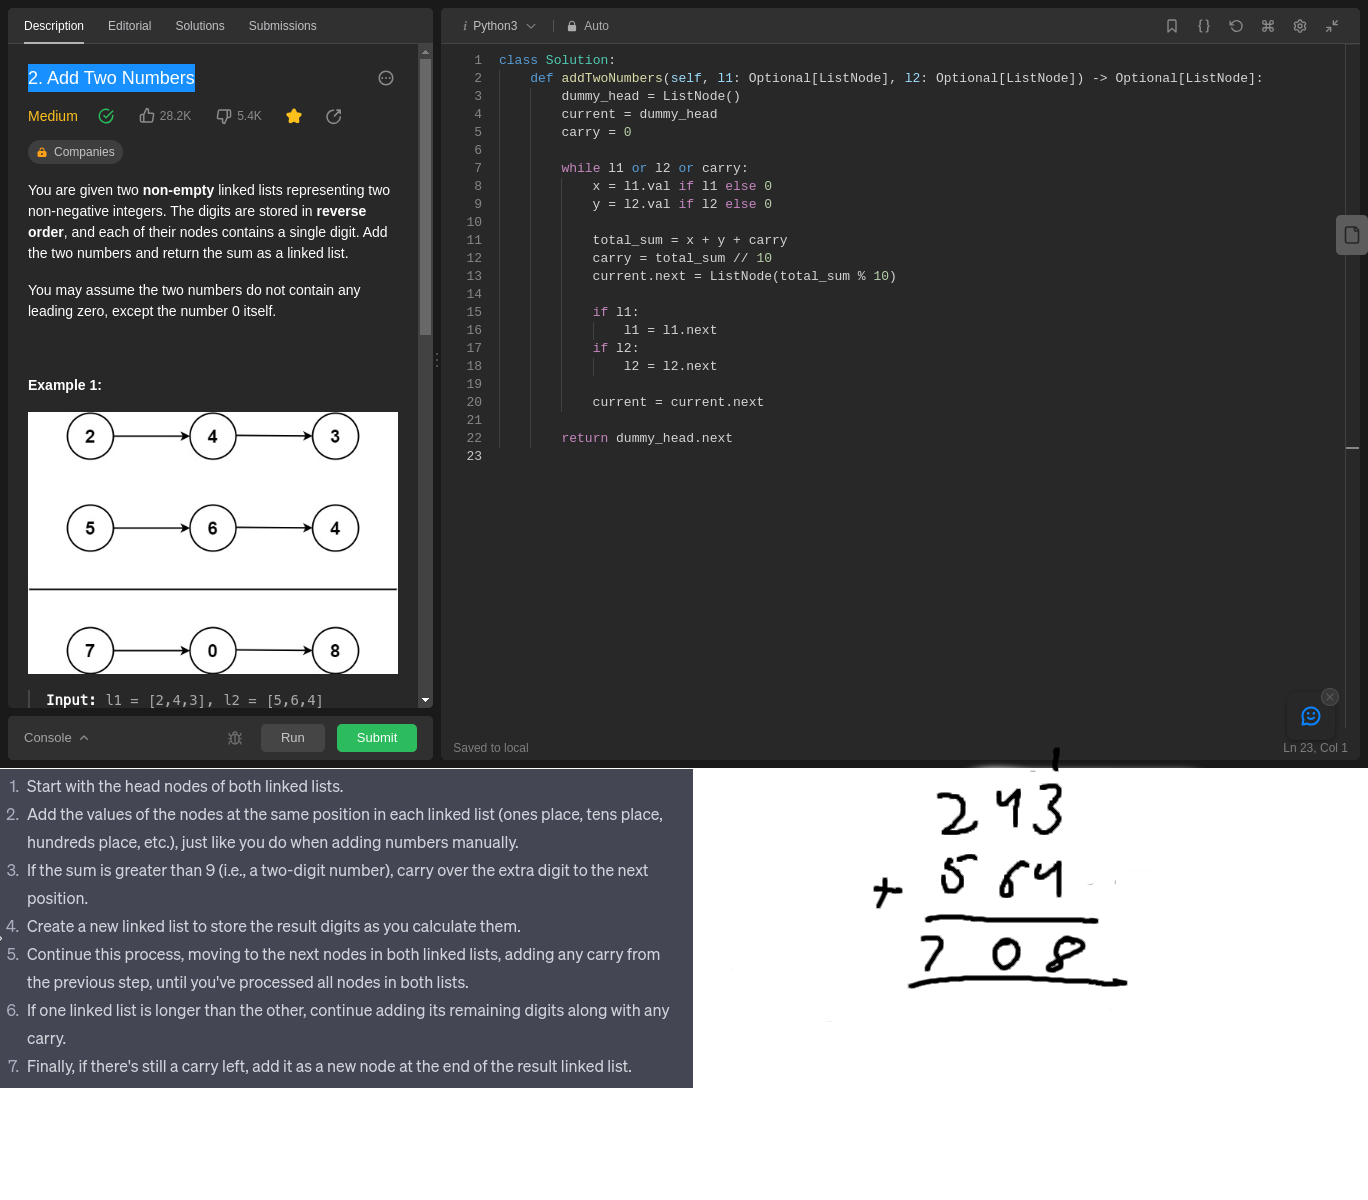 Description Editorial Solutions Submissions
2. Add Two Numbers
Medium 28.2K 5.4K
Companies
You are given two non-empty linked lists representing two
non-negative integers. The digits are stored in reverse
order, and each of their nodes contains a single digit. Add
the two numbers and return the sum as a linked list.
You may assume the two numbers do not contain any
leading zero, except the number 0 itself.
Example 1:
2 4 3
5 6 4
7 0 8
Input: l1 = [2,4,3], l2 = [5,6,4]
Console Run Submit
i Python3 Auto
1 class Solution:
2 def addTwoNumbers(self, l1: Optional[ListNode], l2: Optional[ListNode]) -> Optional[ListNode]:
3 dummy_head = ListNode()
4 current = dummy_head
5 carry = 0
6
7 while l1 or l2 or carry:
8 x = l1.val if l1 else 0
9 y = l2.val if l2 else 0
10
11 total_sum = x + y + carry
12 carry = total_sum // 10
13 current.next = ListNode(total_sum % 10)
14
15 if l1:
16 l1 = l1.next
17 if l2:
18 l2 = l2.next
19
20 current = current.next
21
22 return dummy_head.next
23
Saved to local Ln 23, Col 1
1. Start with the head nodes of both linked lists.
2. Add the values of the nodes at the same position in each linked list (ones place, tens place,
hundreds place, etc.), just like you do when adding numbers manually.
3. If the sum is greater than 9 (i.e., a two-digit number), carry over the extra digit to the next
position.
4. Create a new linked list to store the result digits as you calculate them.
5. Continue this process, moving to the next nodes in both linked lists, adding any carry from
the previous step, until you've processed all nodes in both lists.
6. If one linked list is longer than the other, continue adding its remaining digits along with any
carry.
7. Finally, if there's still a carry left, add it as a new node at the end of the result linked list.
1
2 4 3
+ 5 6 4
7 0 8